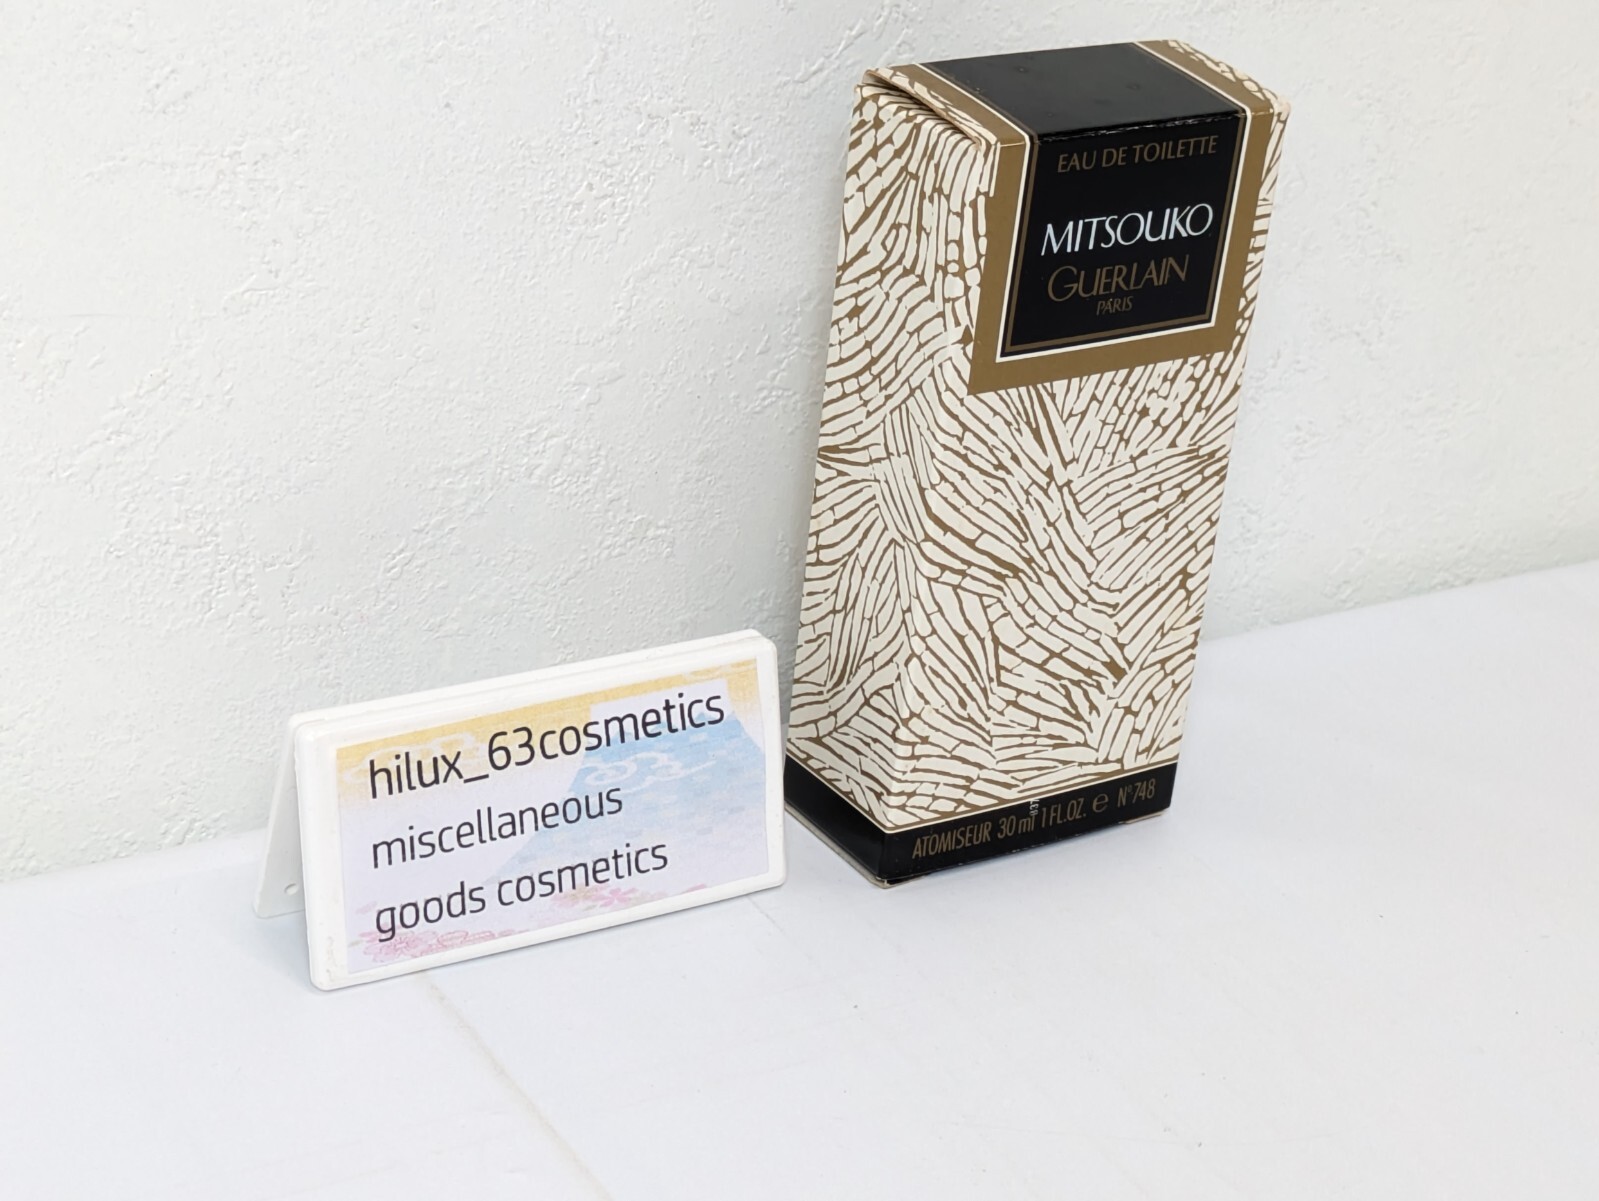 EAU DE TOILETTE
MITSOUKO
GUERLAIN
PARIS
ATOMISEUR 30 ml 1 FL.OZ. e N° 748
hilux_63cosmetics
miscellaneous
goods cosmetics